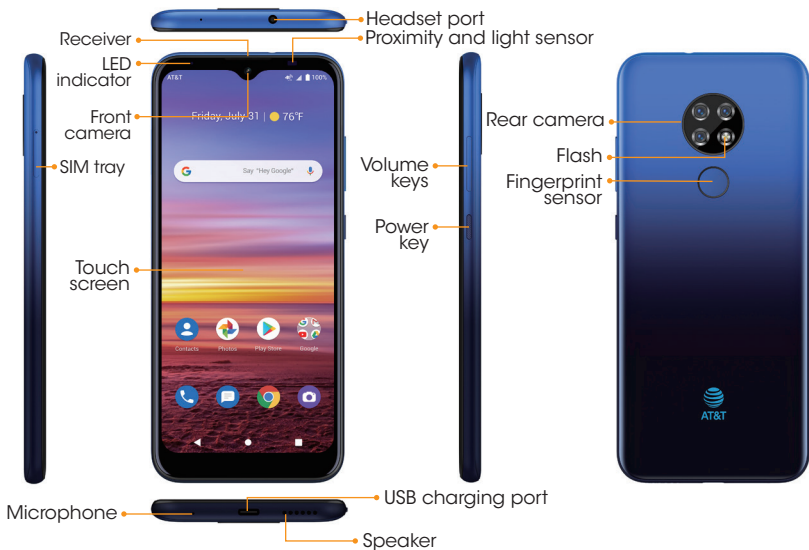 Headset port
Receiver
Proximity and light sensor
LED
indicator
AT&T
100%
Front
camera
Friday, July 31 | 76°F
SIM tray
G Say "Hey Google"
Volume
keys
Power
key
Touch
screen
Contacts Photos Play Store Google
Rear camera
Flash
Fingerprint
sensor
AT&T
Microphone
USB charging port
Speaker